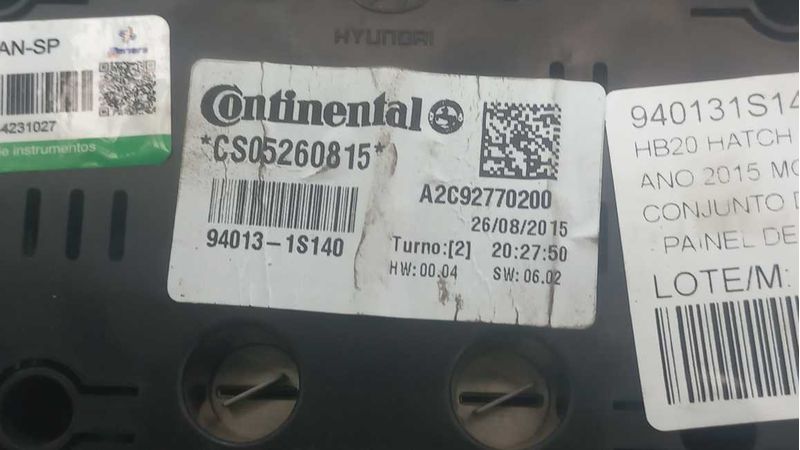 HYUNDAI
AN-SP
4231027
e instrumentos
Continental
*CS05260815*
A2C92770200
26/08/2015
94013-1S140
Turno:[2] 20:27:50
HW:00.04 SW:06.02
940131S14
HB20 HATCH
ANO 2015 MO
CONJUNTO D
PAINEL DE
LOTE/M: